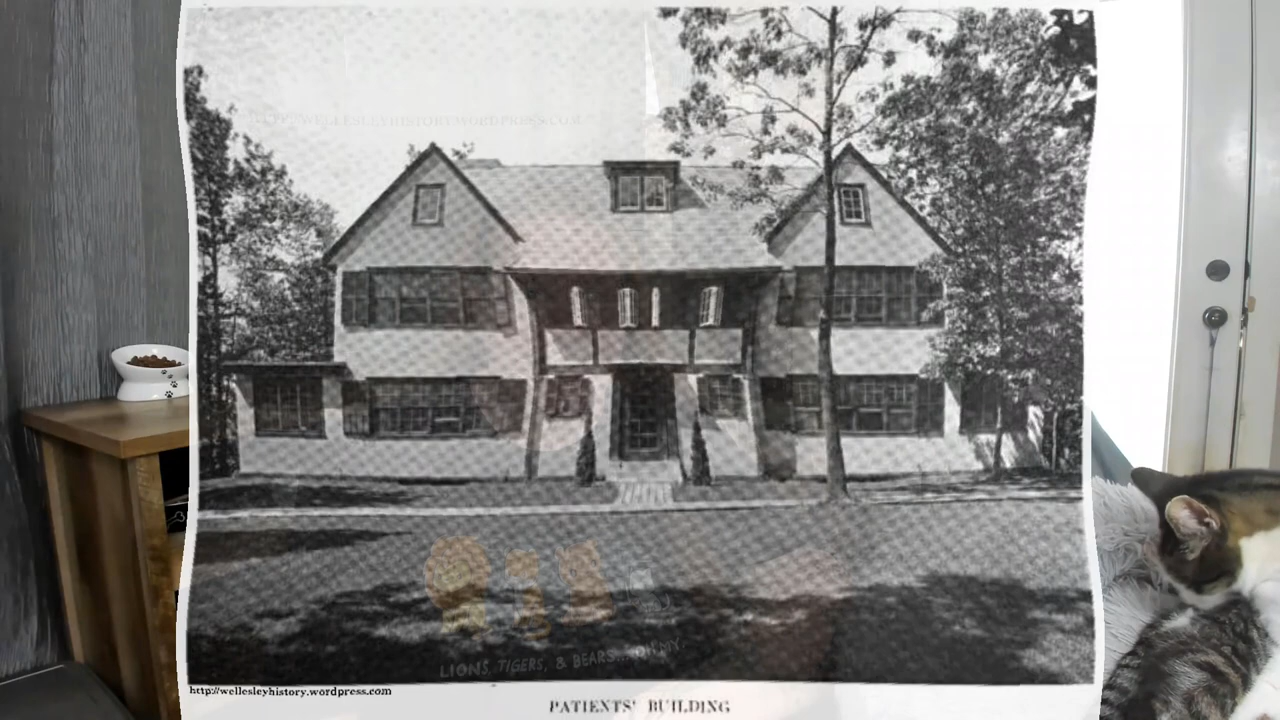 HTTP://WELLESLEYHISTORY.WORDPRESS.COM
LIONS, TIGERS, & BEARS...OH MY.
http://wellesleyhistory.wordpress.com
PATIENTS' BUILDING